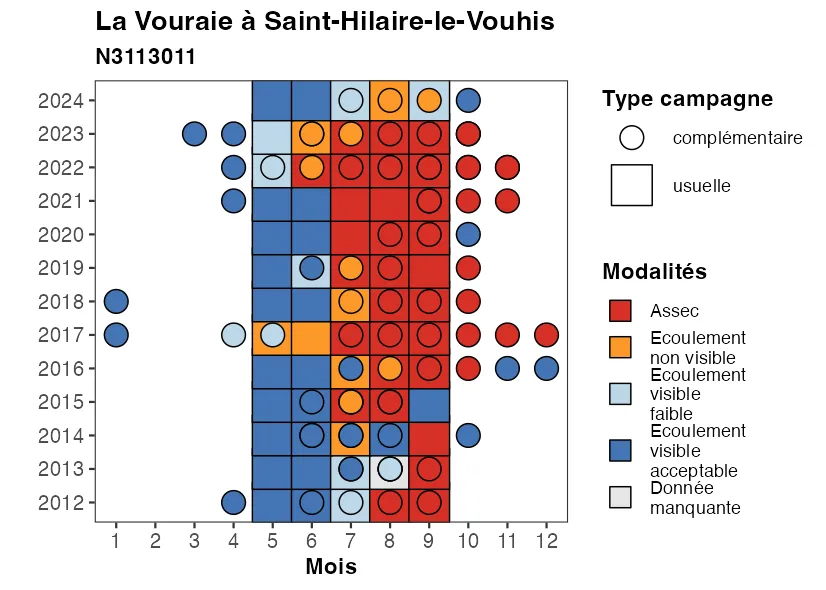 La Vouraie à Saint-Hilaire-le-Vouhis
N3113011
2024
2023
2022
2021
2020
2019
2018
2017
2016
2015
2014
2013
2012
1 2 3 4 5 6 7 8 9 10 11 12
Mois
Type campagne
complémentaire
usuelle
Modalités
Assec
Ecoulement
non visible
Ecoulement
visible
faible
Ecoulement
visible
acceptable
Donnée
manquante